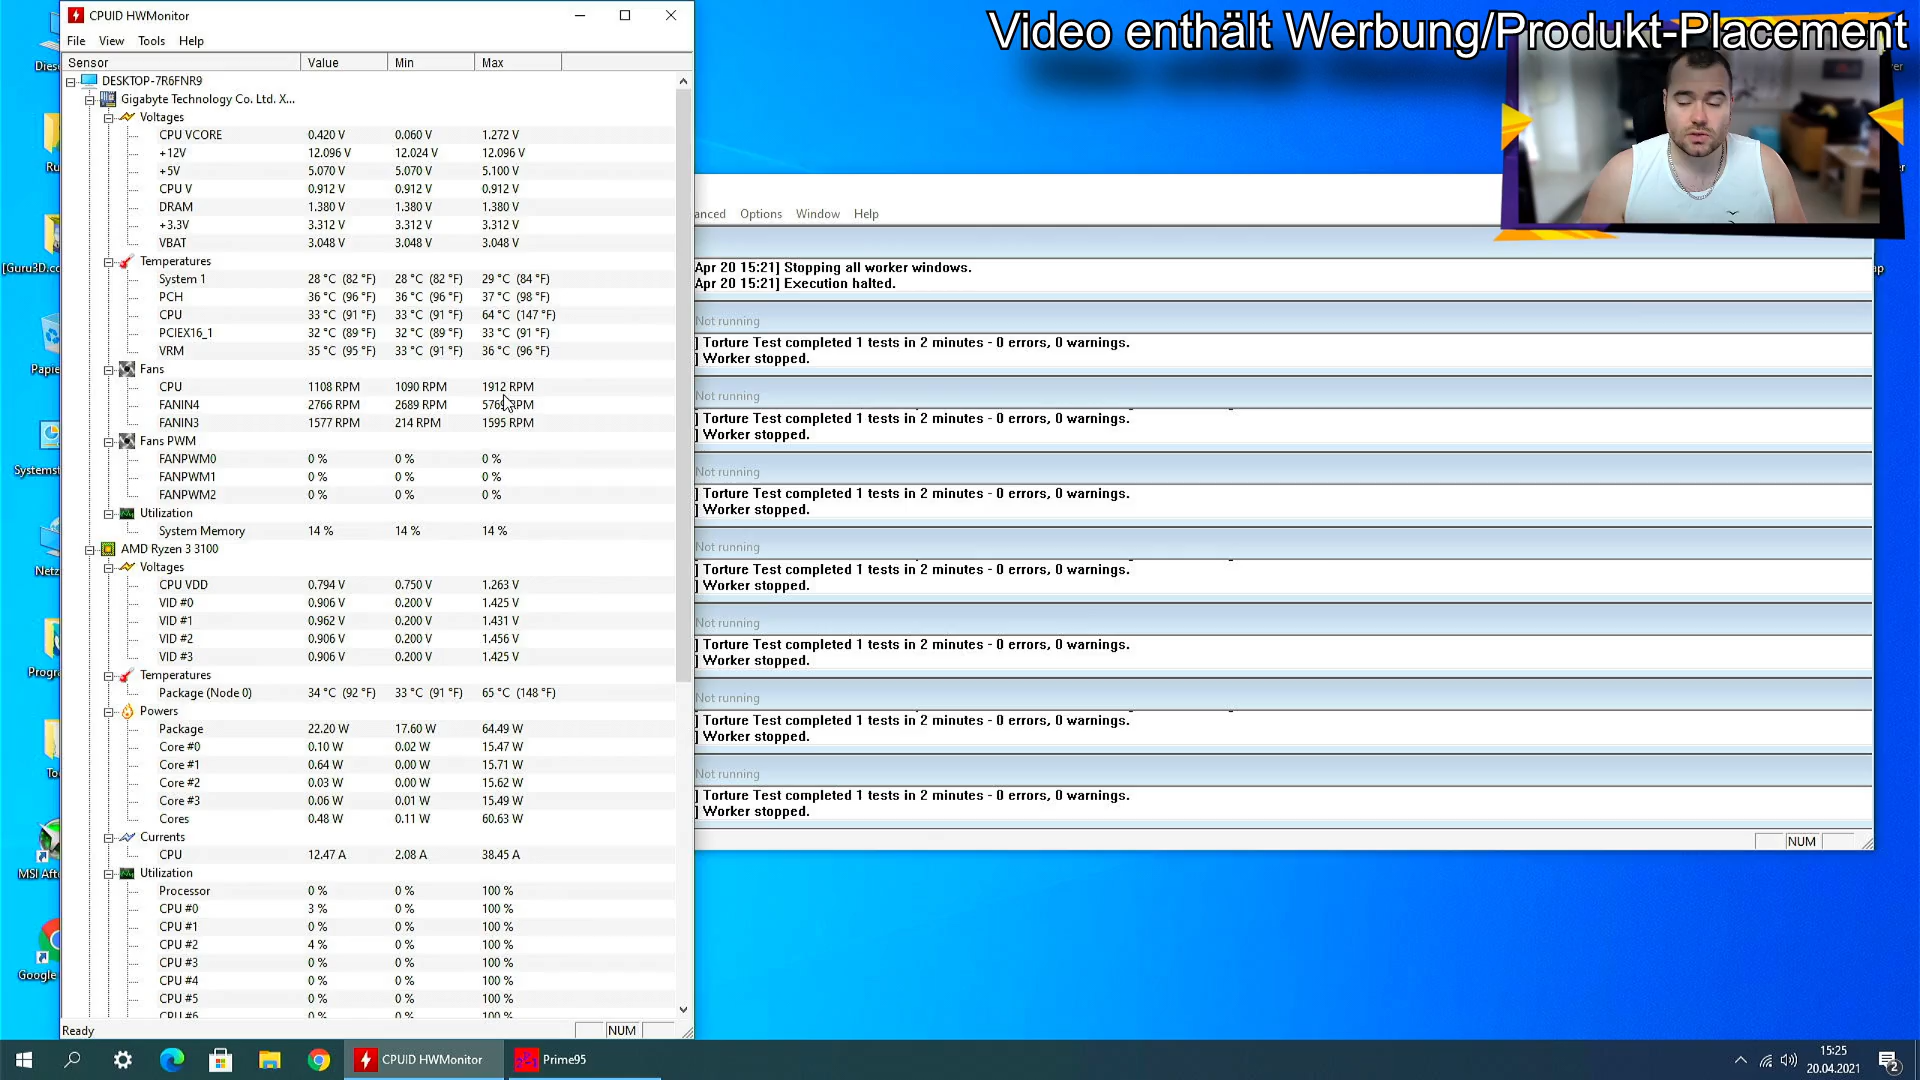 Video enthält Werbung/Produkt-Placement
CPUID HWMonitor
File View Tools Help
Sensor Value Min Max
DESKTOP-7R6FNR9
Gigabyte Technology Co. Ltd. X...
Voltages
CPU VCORE 0.420 V 0.060 V 1.272 V
+12V 12.096 V 12.024 V 12.096 V
+5V 5.070 V 5.070 V 5.100 V
CPU V 0.912 V 0.912 V 0.912 V
DRAM 1.380 V 1.380 V 1.380 V
+3.3V 3.312 V 3.312 V 3.312 V
VBAT 3.048 V 3.048 V 3.048 V
Temperatures
System 1 28 °C (82 °F) 28 °C (82 °F) 29 °C (84 °F)
PCH 36 °C (96 °F) 36 °C (96 °F) 37 °C (98 °F)
CPU 33 °C (91 °F) 33 °C (91 °F) 64 °C (147 °F)
PCIEX16_1 32 °C (89 °F) 32 °C (89 °F) 33 °C (91 °F)
VRM 35 °C (95 °F) 33 °C (91 °F) 36 °C (96 °F)
Fans
CPU 1108 RPM 1090 RPM 1912 RPM
FANIN4 2766 RPM 2689 RPM 5769 RPM
FANIN3 1577 RPM 214 RPM 1595 RPM
Fans PWM
FANPWM0 0 % 0 % 0 %
FANPWM1 0 % 0 % 0 %
FANPWM2 0 % 0 % 0 %
Utilization
System Memory 14 % 14 % 14 %
AMD Ryzen 3 3100
Voltages
CPU VDD 0.794 V 0.750 V 1.263 V
VID #0 0.906 V 0.200 V 1.425 V
VID #1 0.962 V 0.200 V 1.431 V
VID #2 0.906 V 0.200 V 1.456 V
VID #3 0.906 V 0.200 V 1.425 V
Temperatures
Package (Node 0) 34 °C (92 °F) 33 °C (91 °F) 65 °C (148 °F)
Powers
Package 22.20 W 17.60 W 64.49 W
Core #0 0.10 W 0.02 W 15.47 W
Core #1 0.64 W 0.00 W 15.71 W
Core #2 0.03 W 0.00 W 15.62 W
Core #3 0.06 W 0.01 W 15.49 W
Cores 0.48 W 0.11 W 60.63 W
Currents
CPU 12.47 A 2.08 A 38.45 A
Utilization
Processor 0 % 0 % 100 %
CPU #0 3 % 0 % 100 %
CPU #1 0 % 0 % 100 %
CPU #2 4 % 0 % 100 %
CPU #3 0 % 0 % 100 %
CPU #4 0 % 0 % 100 %
CPU #5 0 % 0 % 100 %
CPU #6 0 % 0 % 100 %
Ready NUM
anced Options Window Help
Apr 20 15:21] Stopping all worker windows.
Apr 20 15:21] Execution halted.
Not running
] Torture Test completed 1 tests in 2 minutes - 0 errors, 0 warnings.
] Worker stopped.
Not running
] Torture Test completed 1 tests in 2 minutes - 0 errors, 0 warnings.
] Worker stopped.
Not running
] Torture Test completed 1 tests in 2 minutes - 0 errors, 0 warnings.
] Worker stopped.
Not running
] Torture Test completed 1 tests in 2 minutes - 0 errors, 0 warnings.
] Worker stopped.
Not running
] Torture Test completed 1 tests in 2 minutes - 0 errors, 0 warnings.
] Worker stopped.
Not running
] Torture Test completed 1 tests in 2 minutes - 0 errors, 0 warnings.
] Worker stopped.
Not running
] Torture Test completed 1 tests in 2 minutes - 0 errors, 0 warnings.
] Worker stopped.
NUM
Diese
Ru
[Guru3D.co
Papie
Systemst
Netz
Progra
Too
MSI Aft
Google
CPUID HWMonitor
Prime95
15:25
20.04.2021
2